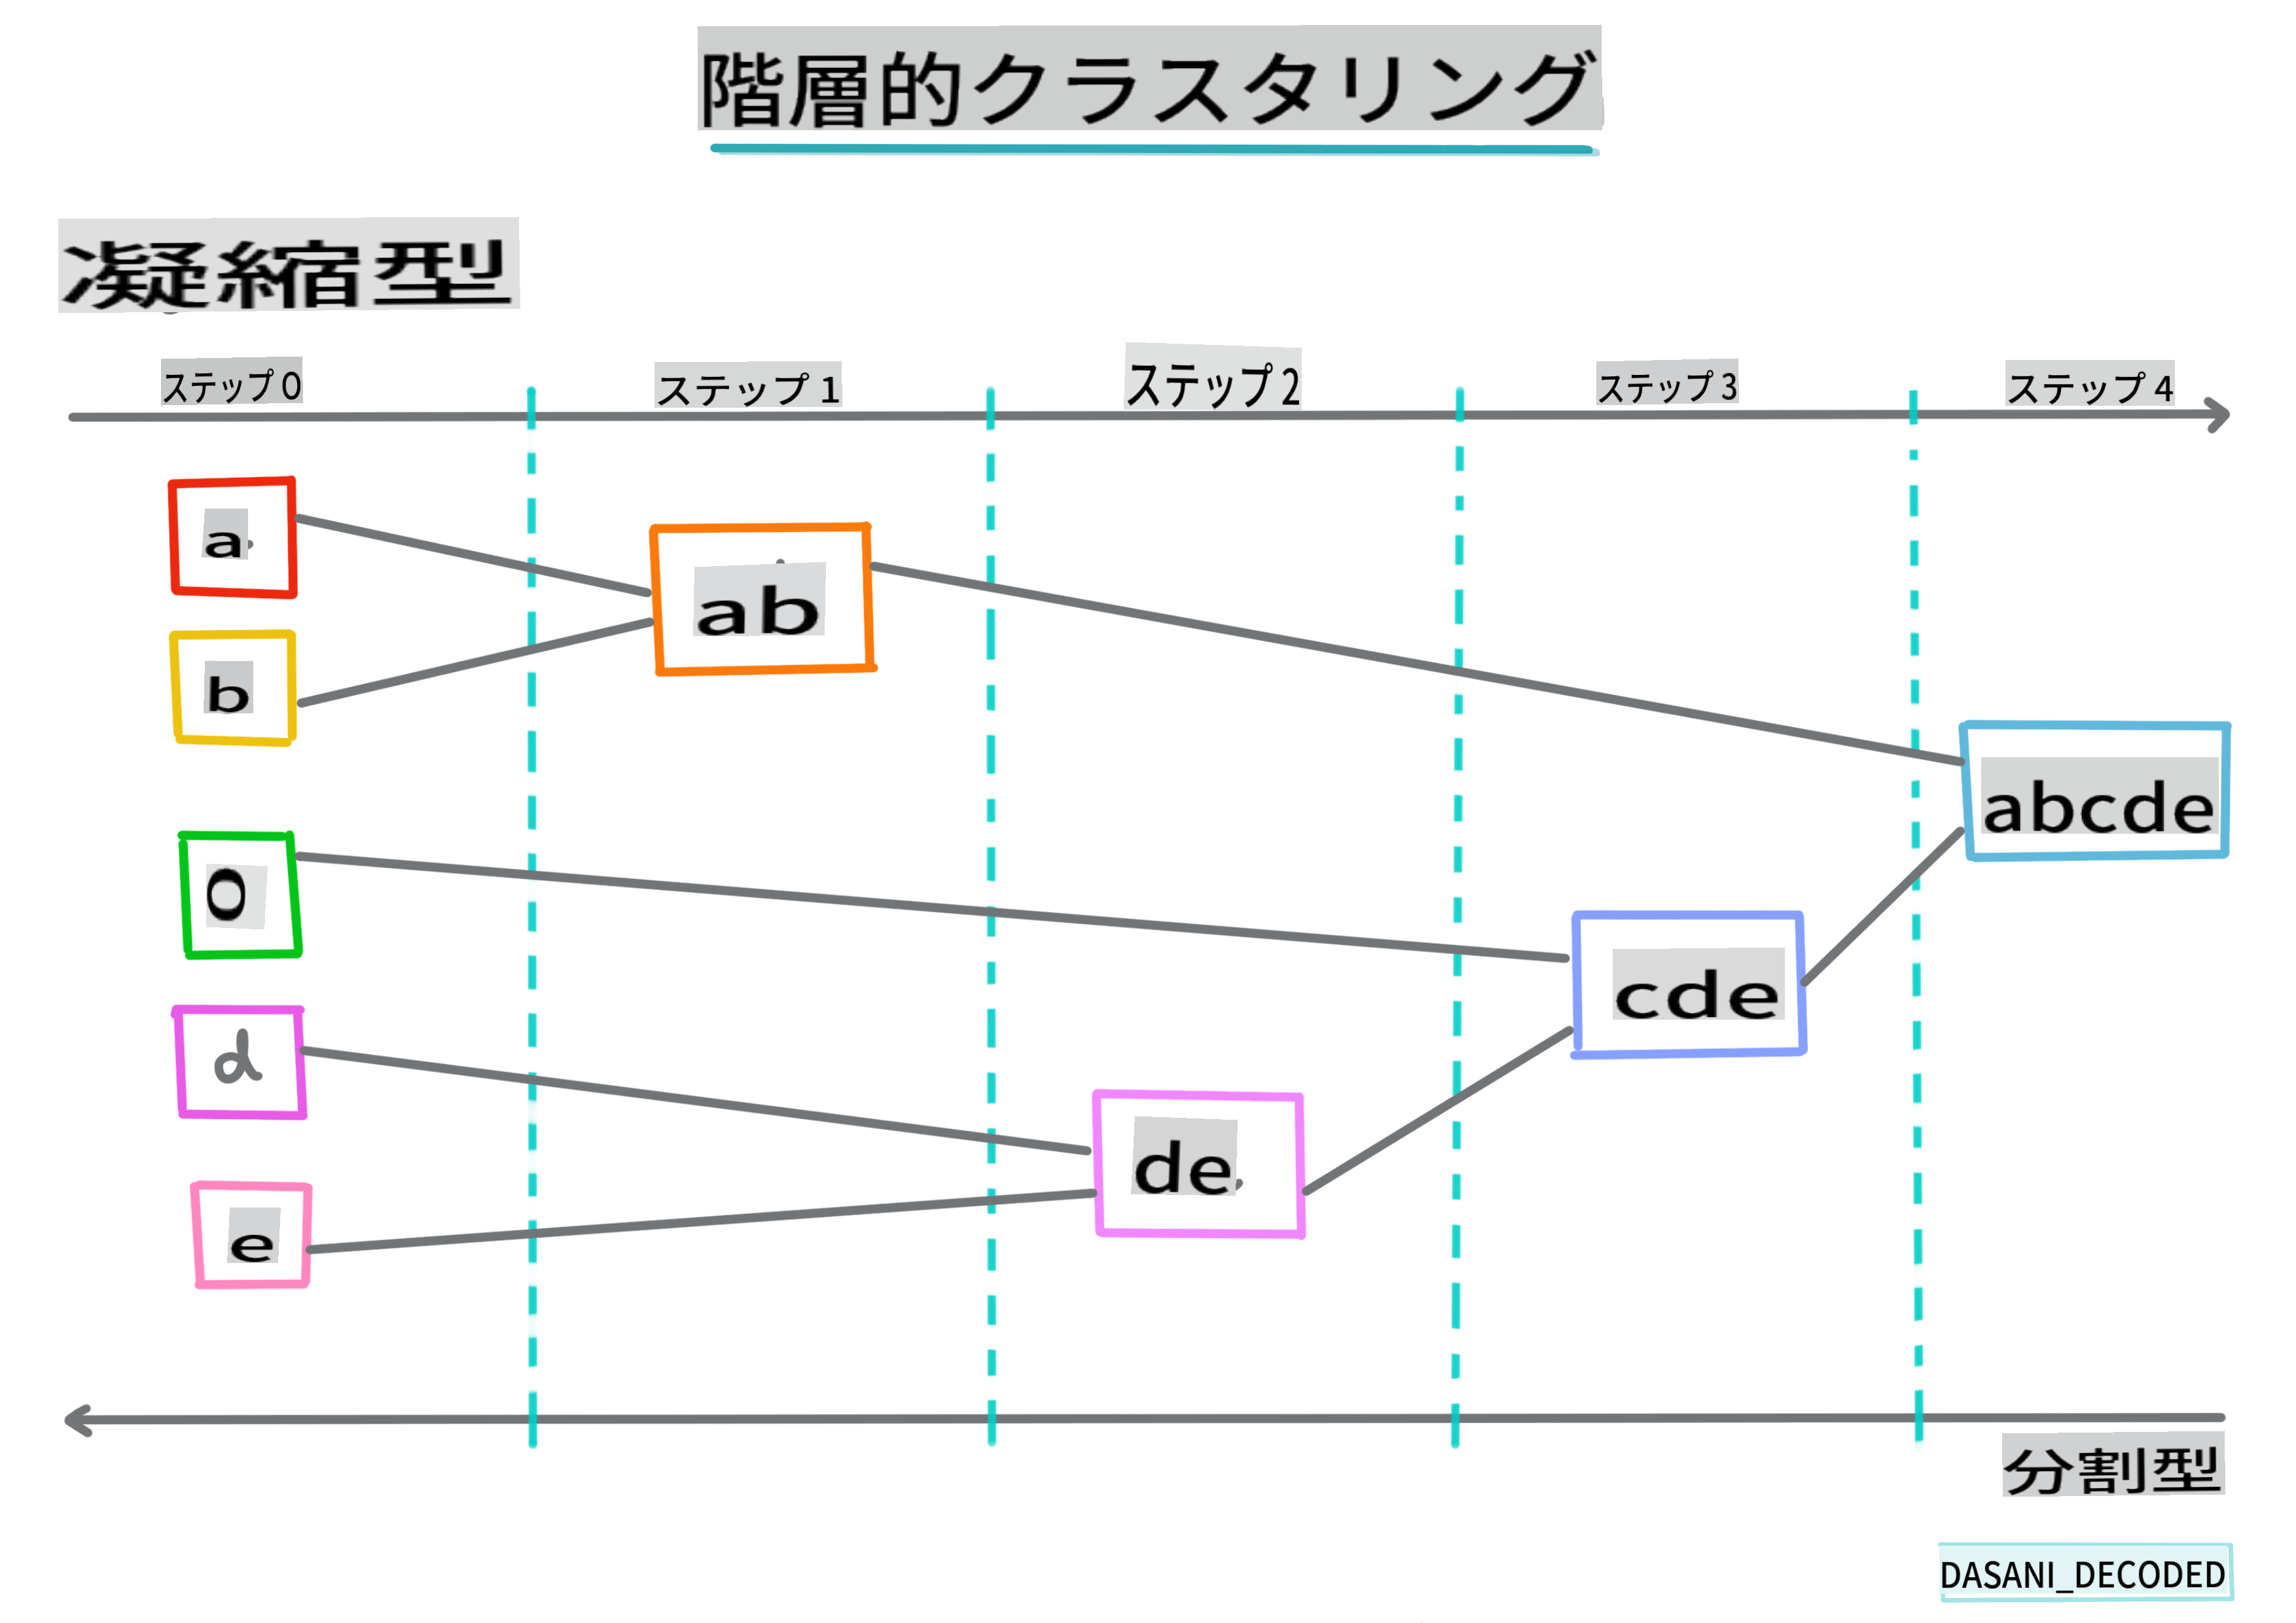 階層的クラスタリング
凝縮型
ステップ0
ステップ1
ステップ2
ステップ3
ステップ4
a
b
ab
abcde
0
cde
d
de
e
分割型
DASANI_DECODED